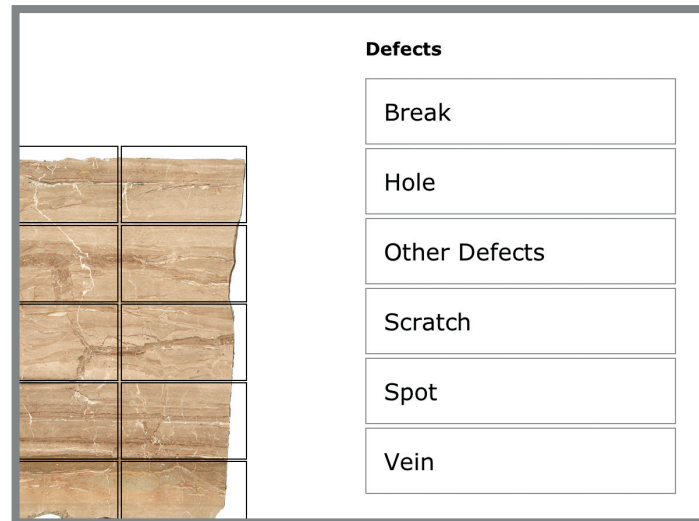 Defects
Break
Hole
Other Defects
Scratch
Spot
Vein